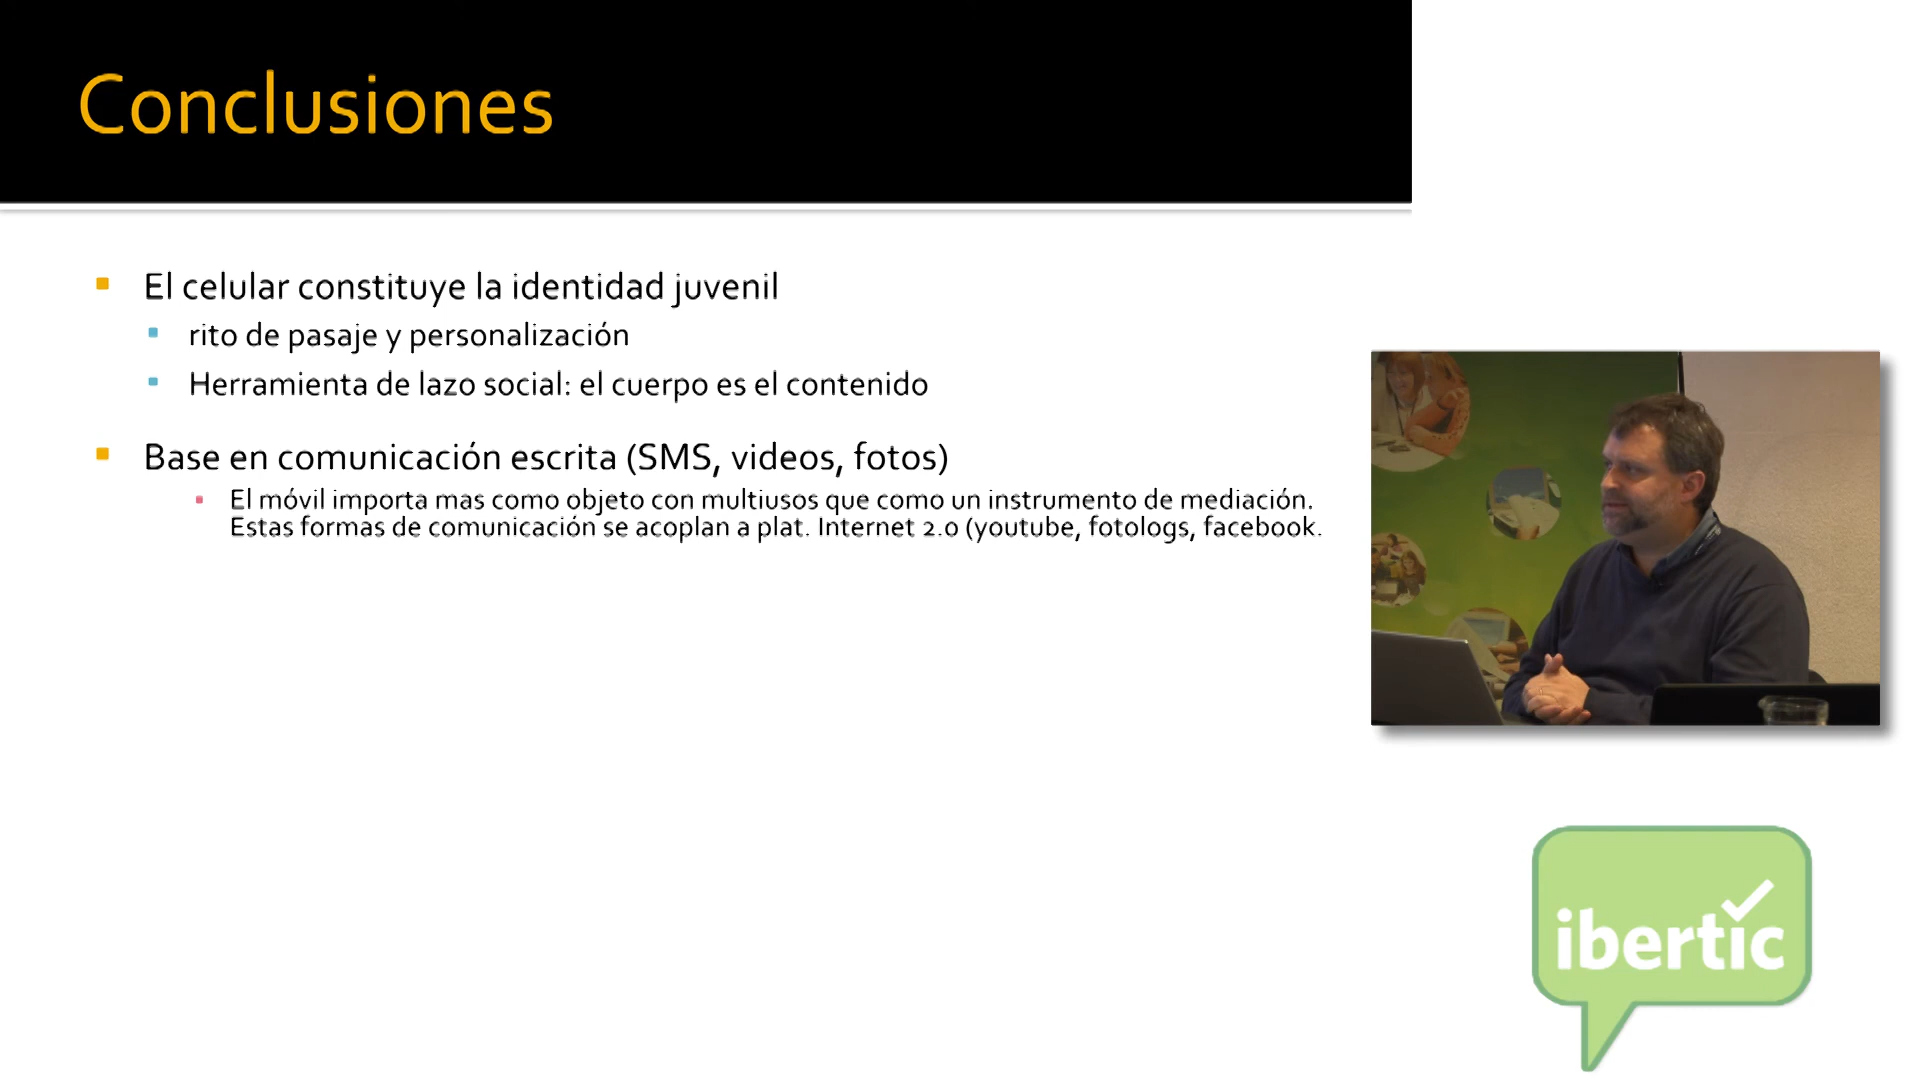 Conclusiones
El celular constituye la identidad juvenil
rito de pasaje y personalización
Herramienta de lazo social: el cuerpo es el contenido
Base en comunicación escrita (SMS, videos, fotos)
El móvil importa mas como objeto con multiusos que como un instrumento de mediación.
Estas formas de comunicación se acoplan a plat. Internet 2.0 (youtube, fotologs, facebook.
ibertic